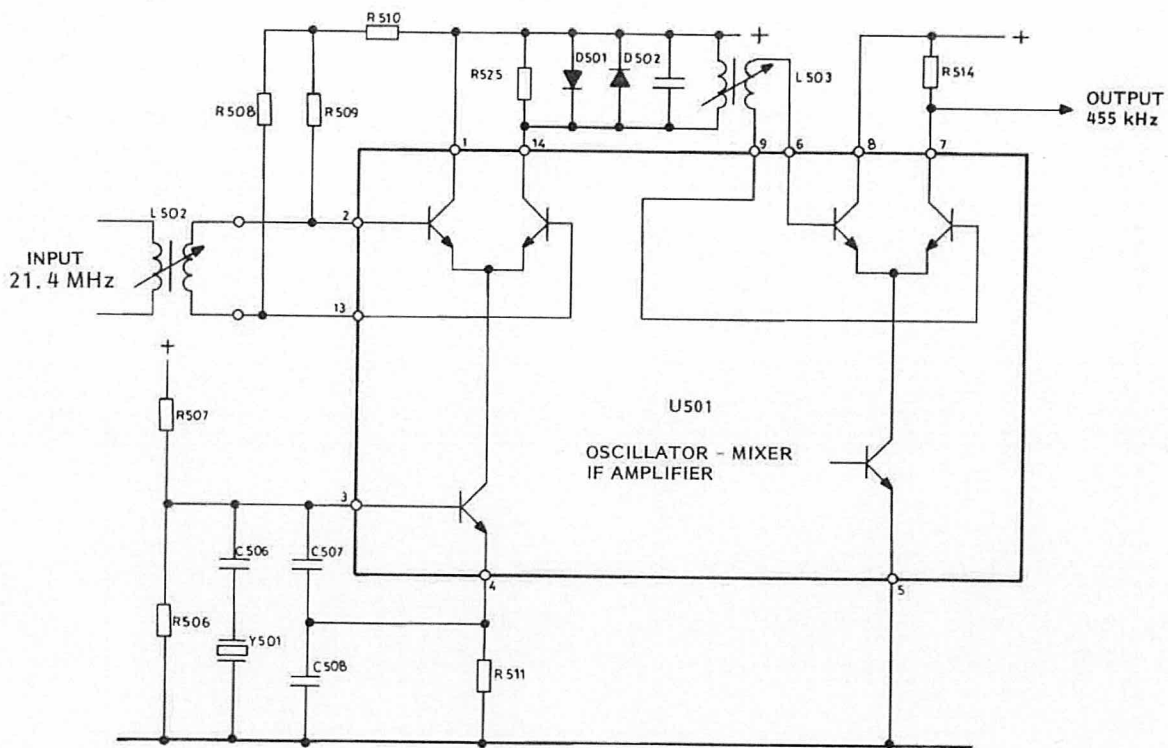 R510
+
D501
D502
R525
L503
R514
+
R508
R509
OUTPUT
455 kHz
1
14
9
6
8
7
L502
2
INPUT
21.4 MHz
13
+
R507
U501
OSCILLATOR - MIXER
IF AMPLIFIER
3
C506
C507
4
5
R506
Y501
C508
R511